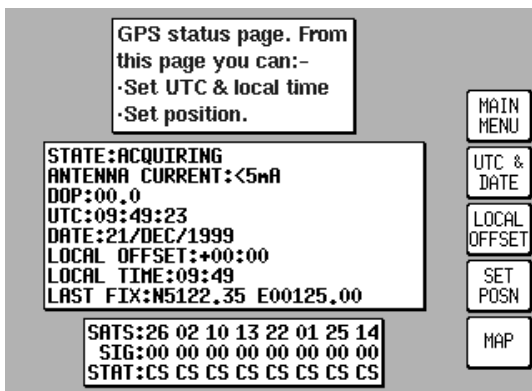 GPS status page. From
this page you can:-
·Set UTC & local time
·Set position.
STATE:ACQUIRING
ANTENNA CURRENT:<5mA
DOP:00.0
UTC:09:49:23
DATE:21/DEC/1999
LOCAL OFFSET:+00:00
LOCAL TIME:09:49
LAST FIX:N5122.35 E00125.00
SATS:26 02 10 13 22 01 25 14
SIG:00 00 00 00 00 00 00 00
STAT:CS CS CS CS CS CS CS CS
MAIN
MENU
UTC &
DATE
LOCAL
OFFSET
SET
POSN
MAP